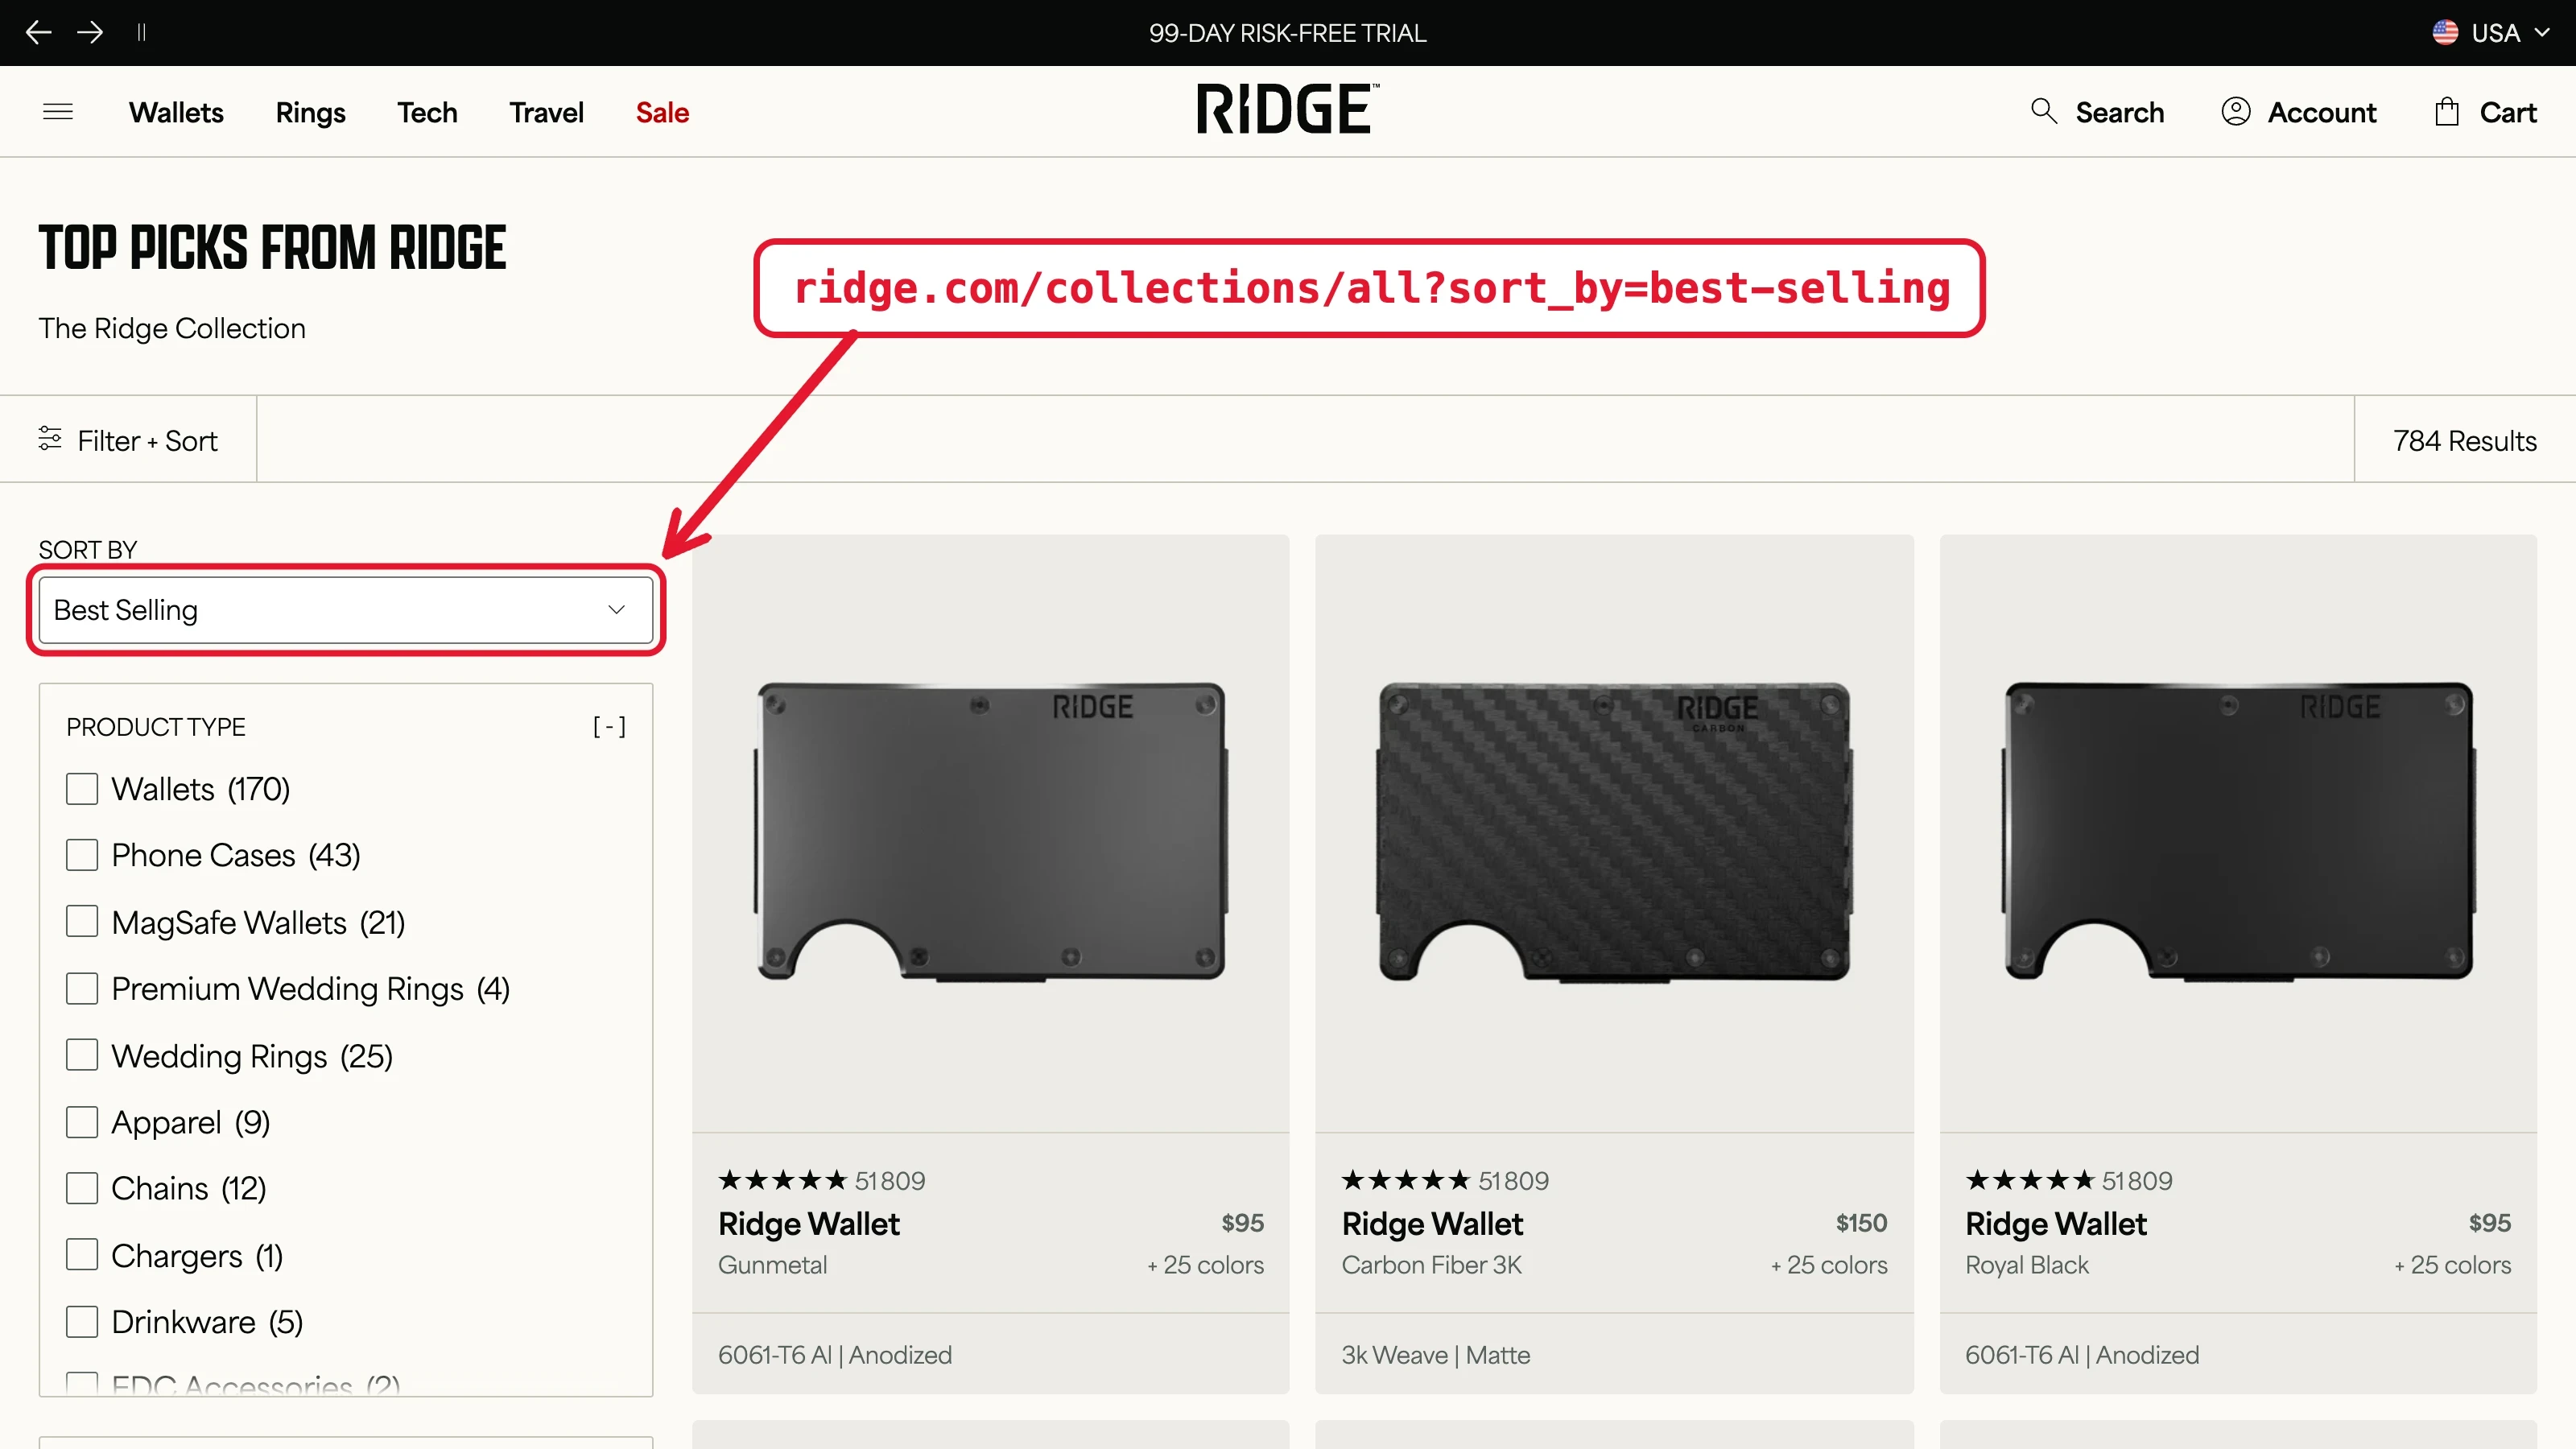 99-DAY RISK-FREE TRIAL
USA
Wallets
Rings
Tech
Travel
Sale
RIDGE™
Search
Account
Cart
TOP PICKS FROM RIDGE
The Ridge Collection
ridge.com/collections/all?sort_by=best-selling
Filter + Sort
784 Results
SORT BY
Best Selling
PRODUCT TYPE [-]
Wallets (170)
Phone Cases (43)
MagSafe Wallets (21)
Premium Wedding Rings (4)
Wedding Rings (25)
Apparel (9)
Chains (12)
Chargers (1)
Drinkware (5)
EDC Accessories (2)
RIDGE
★★★★★ 51809
Ridge Wallet $95
Gunmetal + 25 colors
6061-T6 Al | Anodized
RIDGE
CARBON
★★★★★ 51809
Ridge Wallet $150
Carbon Fiber 3K + 25 colors
3k Weave | Matte
RIDGE
★★★★★ 51809
Ridge Wallet $95
Royal Black + 25 colors
6061-T6 Al | Anodized